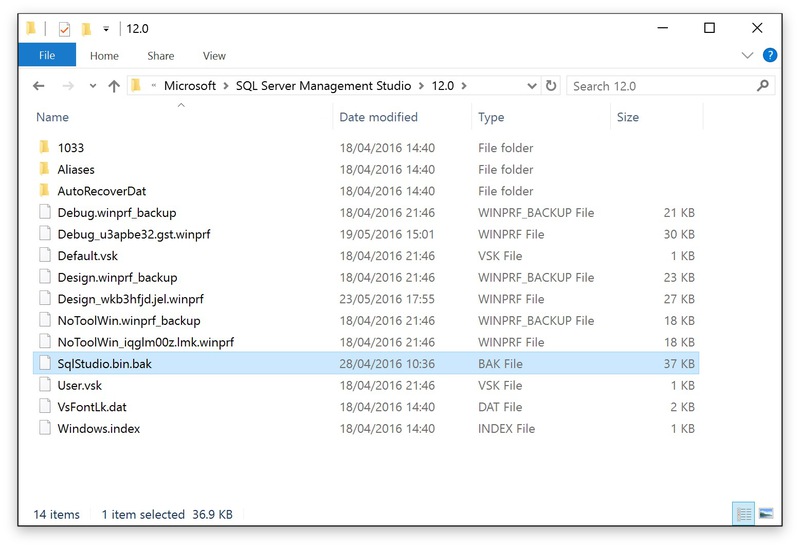 12.0
File Home Share View
« Microsoft > SQL Server Management Studio > 12.0 > Search 12.0
Name Date modified Type Size
1033 18/04/2016 14:40 File folder
Aliases 18/04/2016 14:40 File folder
AutoRecoverDat 18/04/2016 14:40 File folder
Debug.winprf_backup 18/04/2016 21:46 WINPRF_BACKUP File 21 KB
Debug_u3apbe32.gst.winprf 19/05/2016 15:01 WINPRF File 30 KB
Default.vsk 18/04/2016 21:46 VSK File 1 KB
Design.winprf_backup 18/04/2016 21:46 WINPRF_BACKUP File 23 KB
Design_wkb3hfjd.jel.winprf 23/05/2016 17:55 WINPRF File 27 KB
NoToolWin.winprf_backup 18/04/2016 21:46 WINPRF_BACKUP File 18 KB
NoToolWin_iqglm00z.lmk.winprf 18/04/2016 21:46 WINPRF File 18 KB
SqlStudio.bin.bak 28/04/2016 10:36 BAK File 37 KB
User.vsk 18/04/2016 21:46 VSK File 1 KB
VsFontLk.dat 18/04/2016 14:40 DAT File 2 KB
Windows.index 18/04/2016 14:40 INDEX File 1 KB
14 items 1 item selected 36.9 KB